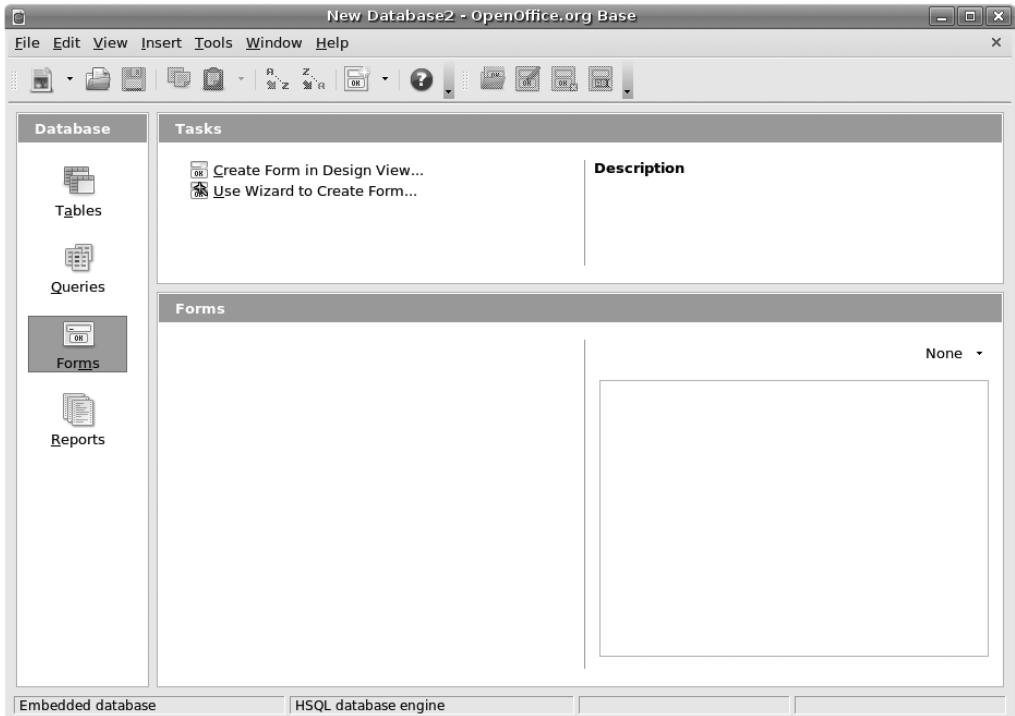 New Database2 - OpenOffice.org Base
File Edit View Insert Tools Window Help
Database
Tables
Queries
Forms
Reports
Tasks
Create Form in Design View...
Use Wizard to Create Form...
Description
Forms
None
Embedded database
HSQL database engine